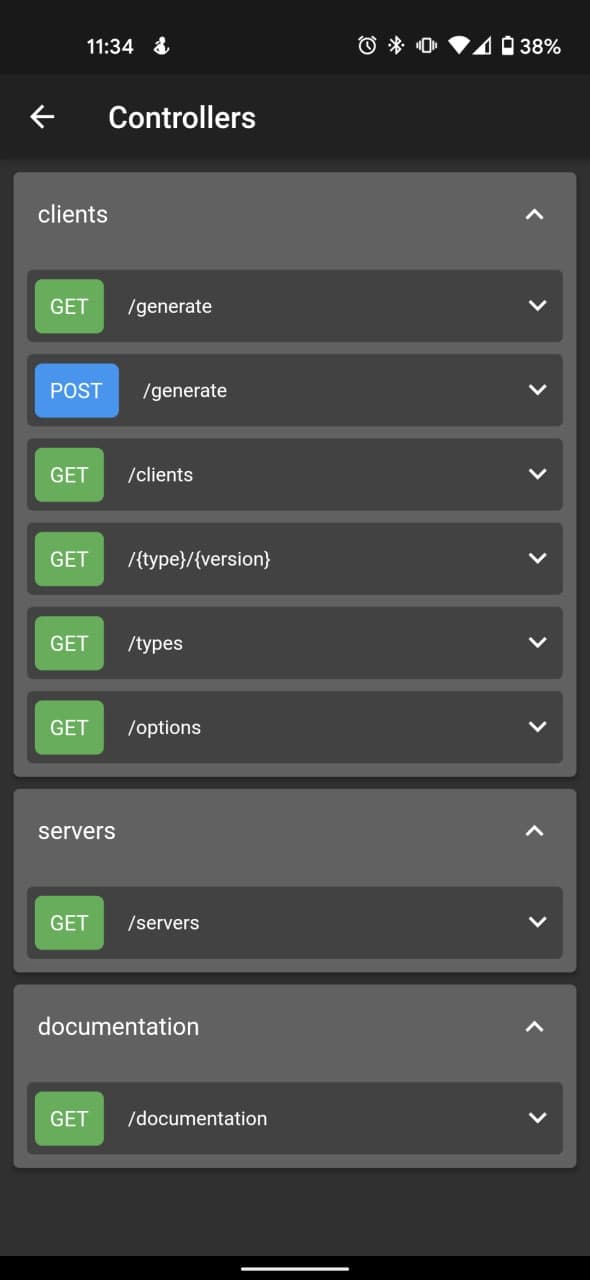 11:34 38%
Controllers
clients
GET /generate
POST /generate
GET /clients
GET /{type}/{version}
GET /types
GET /options
servers
GET /servers
documentation
GET /documentation